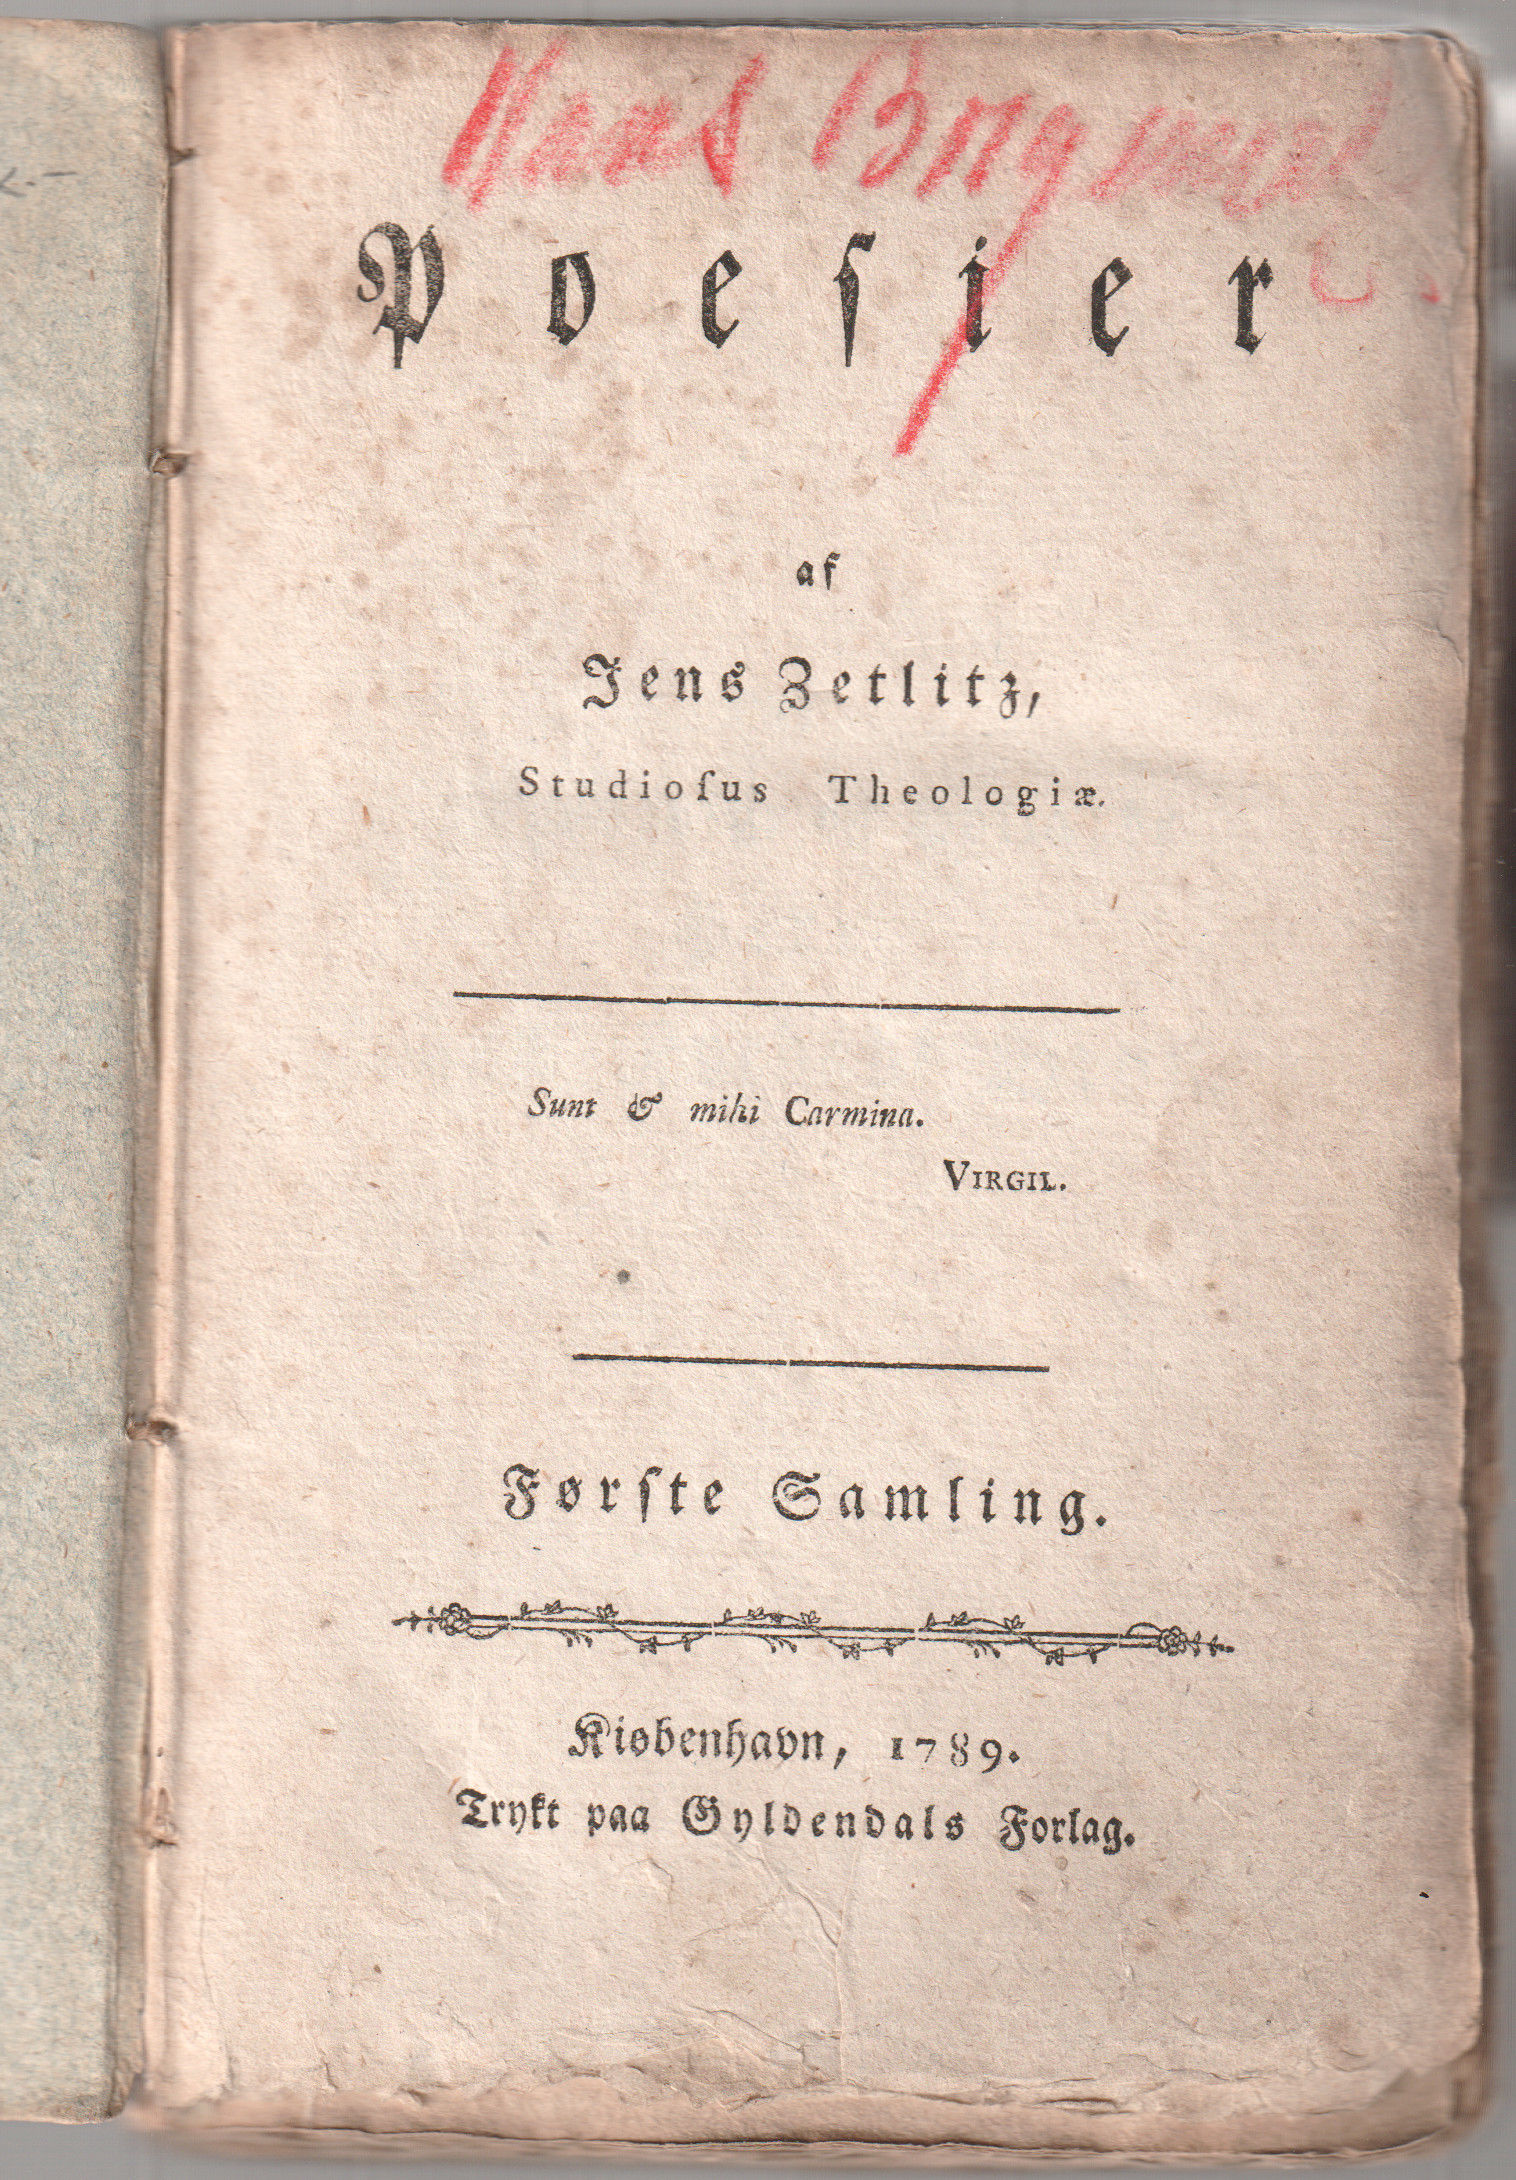 Poeſier
af
Jens Zetlitz,
Studioſus Theologiæ.
Sunt & mihi Carmina.
VIRGIL.
Førſte Samling.
Kiøbenhavn, 1789.
Trykt paa Gyldendals Forlag.